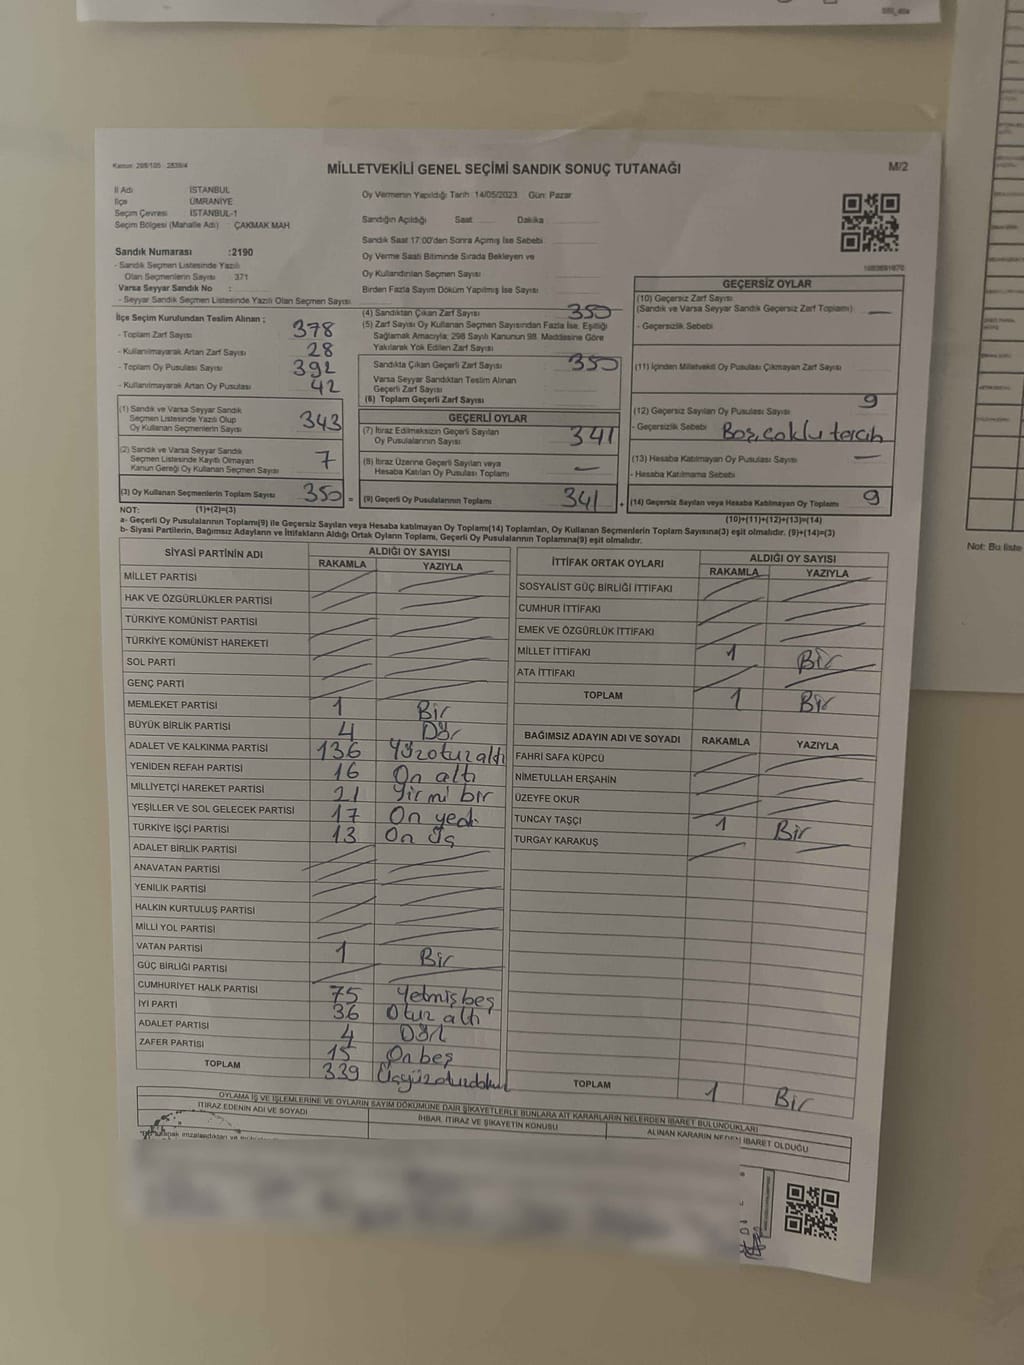 MİLLETVEKİLİ GENEL SEÇİMİ SANDIK SONUÇ TUTANAĞI
M/2
İl Adı İSTANBUL
İlçe ÜMRANİYE
Seçim Çevresi İSTANBUL-1
Seçim Bölgesi (Mahalle Adı) ÇAKMAK MAH
Oy Vermenin Yapıldığı Tarih :14/05/2023 Gün: Pazar
Sandığın Açıldığı Saat Dakika
Sandık Saat 17:00'den Sonra Açımış İse Sebebi
Oy Verme Saati Bitiminde Sırada Bekleyen ve
Oy Kullandırılan Seçmen Sayısı :
Birden Fazla Sayım Döküm Yapılmış İse Sayısı :
Sandık Numarası :2190
- Sandık Seçmen Listesinde Yazılı
Olan Seçmenlerin Sayısı : 371
Varsa Seyyar Sandık No :
- Seyyar Sandık Seçmen Listesinde Yazılı Olan Seçmen Sayısı :
İlçe Seçim Kurulundan Teslim Alınan ;
- Toplam Zarf Sayısı 378
- Kullanılmayarak Artan Zarf Sayısı 28
- Toplam Oy Pusulası Sayısı 392
- Kullanılmayarak Artan Oy Pusulası 42
(1) Sandık ve Varsa Seyyar Sandık
Seçmen Listesinde Yazılı Olup
Oy Kullanan Seçmenlerin Sayısı 343
(2) Sandık ve Varsa Seyyar Sandık
Seçmen Listesinde Kayıtlı Olmayan
Kanun Gereği Oy Kullanan Seçmen Sayısı 7
(3) Oy Kullanan Seçmenlerin Toplam Sayısı 350 =
(4) Sandıktan Çıkan Zarf Sayısı 350
(5) Zarf Sayısı Oy Kullanan Seçmen Sayısından Fazla İse, Eşitliği
Sağlamak Amacıyla; 298 Sayılı Kanunun 98. Maddesine Göre
Yakılarak Yok Edilen Zarf Sayısı
Sandıkta Çıkan Geçerli Zarf Sayısı 350
Varsa Seyyar Sandıktan Teslim Alınan
Geçerli Zarf Sayısı
(6) Toplam Geçerli Zarf Sayısı
GEÇERLİ OYLAR
(7) İtiraz Edilmeksizin Geçerli Sayılan
Oy Pusulalarının Sayısı 341
(8) İtiraz Üzerine Geçerli Sayılan veya
Hesaba Katılan Oy Pusulası Toplamı —
(9) Geçerli Oy Pusulalarının Toplamı 341 +
GEÇERSİZ OYLAR
(10) Geçersiz Zarf Sayısı
(Sandık ve Varsa Seyyar Sandık Geçersiz Zarf Toplamı) —
- Geçersizlik Sebebi
(11) İçinden Milletvekili Oy Pusulası Çıkmayan Zarf Sayısı
(12) Geçersiz Sayılan Oy Pusulası Sayısı 9
- Geçersizlik Sebebi Boş, çoklu tercih
(13) Hesaba Katılmayan Oy Pusulası Sayısı —
- Hesaba Katılmama Sebebi
(14) Geçersiz Sayılan veya Hesaba Katılmayan Oy Toplamı 9
NOT: (1)+(2)=(3)
(10)+(11)+(12)+(13)=(14)
a- Geçerli Oy Pusulalarının Toplamı(9) ile Geçersiz Sayılan veya Hesaba katılmayan Oy Toplamı(14) Toplamları, Oy Kullanan Seçmenlerin Toplam Sayısına(3) eşit olmalıdır. (9)+(14)=(3)
b- Siyasi Partilerin, Bağımsız Adayların ve İttifakların Aldığı Ortak Oyların Toplamı, Geçerli Oy Pusulalarının Toplamına(9) eşit olmalıdır.
SİYASİ PARTİNİN ADI ALDIĞI OY SAYISI
RAKAMLA YAZIYLA
MİLLET PARTİSİ
HAK VE ÖZGÜRLÜKLER PARTİSİ
TÜRKİYE KOMÜNİST PARTİSİ
TÜRKİYE KOMÜNİST HAREKETİ
SOL PARTİ
GENÇ PARTİ
MEMLEKET PARTİSİ 1 Bir
BÜYÜK BİRLİK PARTİSİ 4 Dör
ADALET VE KALKINMA PARTİSİ 136 Yüzotuzaltı
YENİDEN REFAH PARTİSİ 16 On altı
MİLLİYETÇİ HAREKET PARTİSİ 21 Yirmi bir
YEŞİLLER VE SOL GELECEK PARTİSİ 17 On yedi
TÜRKİYE İŞÇİ PARTİSİ 13 On üç
ADALET BİRLİK PARTİSİ
ANAVATAN PARTİSİ
YENİLİK PARTİSİ
HALKIN KURTULUŞ PARTİSİ
MİLLİ YOL PARTİSİ
VATAN PARTİSİ 1 Bir
GÜÇ BİRLİĞİ PARTİSİ
CUMHURİYET HALK PARTİSİ 75 Yetmişbeş
İYİ PARTİ 36 Otuz altı
ADALET PARTİSİ 4 Dört
ZAFER PARTİSİ 15 Onbeş
TOPLAM 339 Üçyüzotuzdokuz
İTTİFAK ORTAK OYLARI ALDIĞI OY SAYISI
RAKAMLA YAZIYLA
SOSYALİST GÜÇ BİRLİĞİ İTTİFAKI
CUMHUR İTTİFAKI
EMEK VE ÖZGÜRLÜK İTTİFAKI
MİLLET İTTİFAKI 1 Bir
ATA İTTİFAKI
TOPLAM 1 Bir
BAĞIMSIZ ADAYIN ADI VE SOYADI RAKAMLA YAZIYLA
FAHRİ SAFA KÜPCÜ
NİMETULLAH ERŞAHİN
ÜZEYFE OKUR
TUNCAY TAŞÇI 1 Bir
TURGAY KARAKUŞ
TOPLAM 1 Bir
OYLAMA İŞ VE İŞLEMLERİNE VE OYLARIN SAYIM DÖKÜMÜNE DAİR ŞİKAYETLERLE BUNLARA AİT KARARLARIN NELERDEN İBARET BULUNDUKLARI
İTİRAZ EDENİN ADI VE SOYADI
İHBAR, İTİRAZ VE ŞİKAYETİN KONUSU
ALINAN KARARIN NEDEN İBARET OLDUĞU
Not: Bu liste